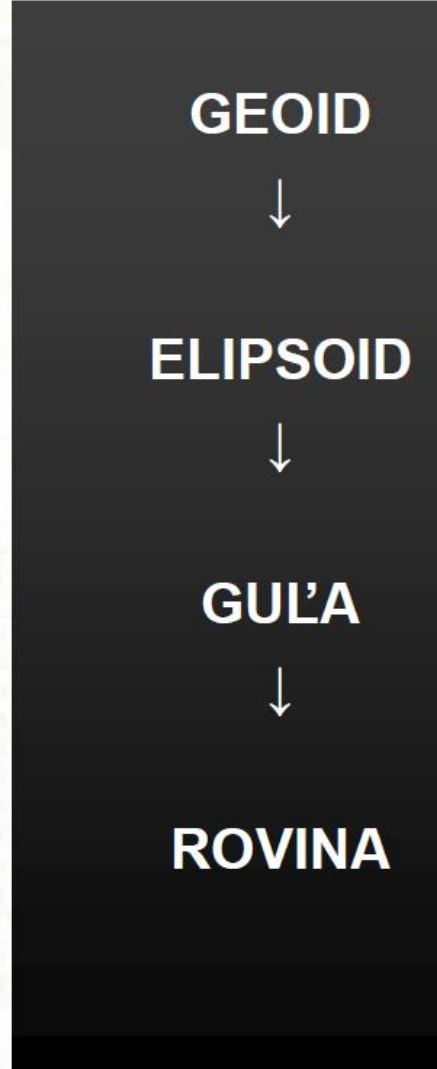 GEOID
↓
ELIPSOID
↓
GUĽA
↓
ROVINA